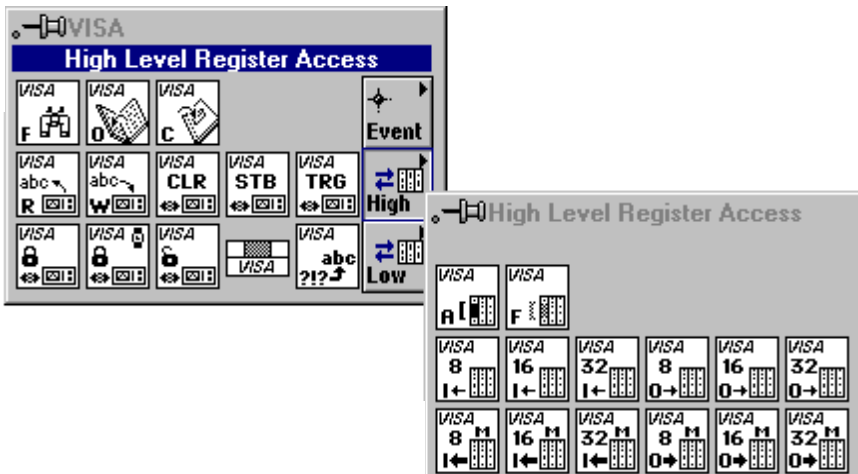 VISA
High Level Register Access
VISA VISA VISA
F O C
Event
VISA VISA VISA VISA VISA
abc abc CLR STB TRG
R W
High
VISA VISA VISA VISA VISA
abc
?!?
Low
High Level Register Access
VISA VISA
A [ F
VISA VISA VISA VISA VISA VISA
8 16 32 8 16 32
I← I← I← O→ O→ O→
VISA VISA VISA VISA VISA VISA
8 M 16 M 32 M 8 M 16 M 32 M
I← I← I← O→ O→ O→